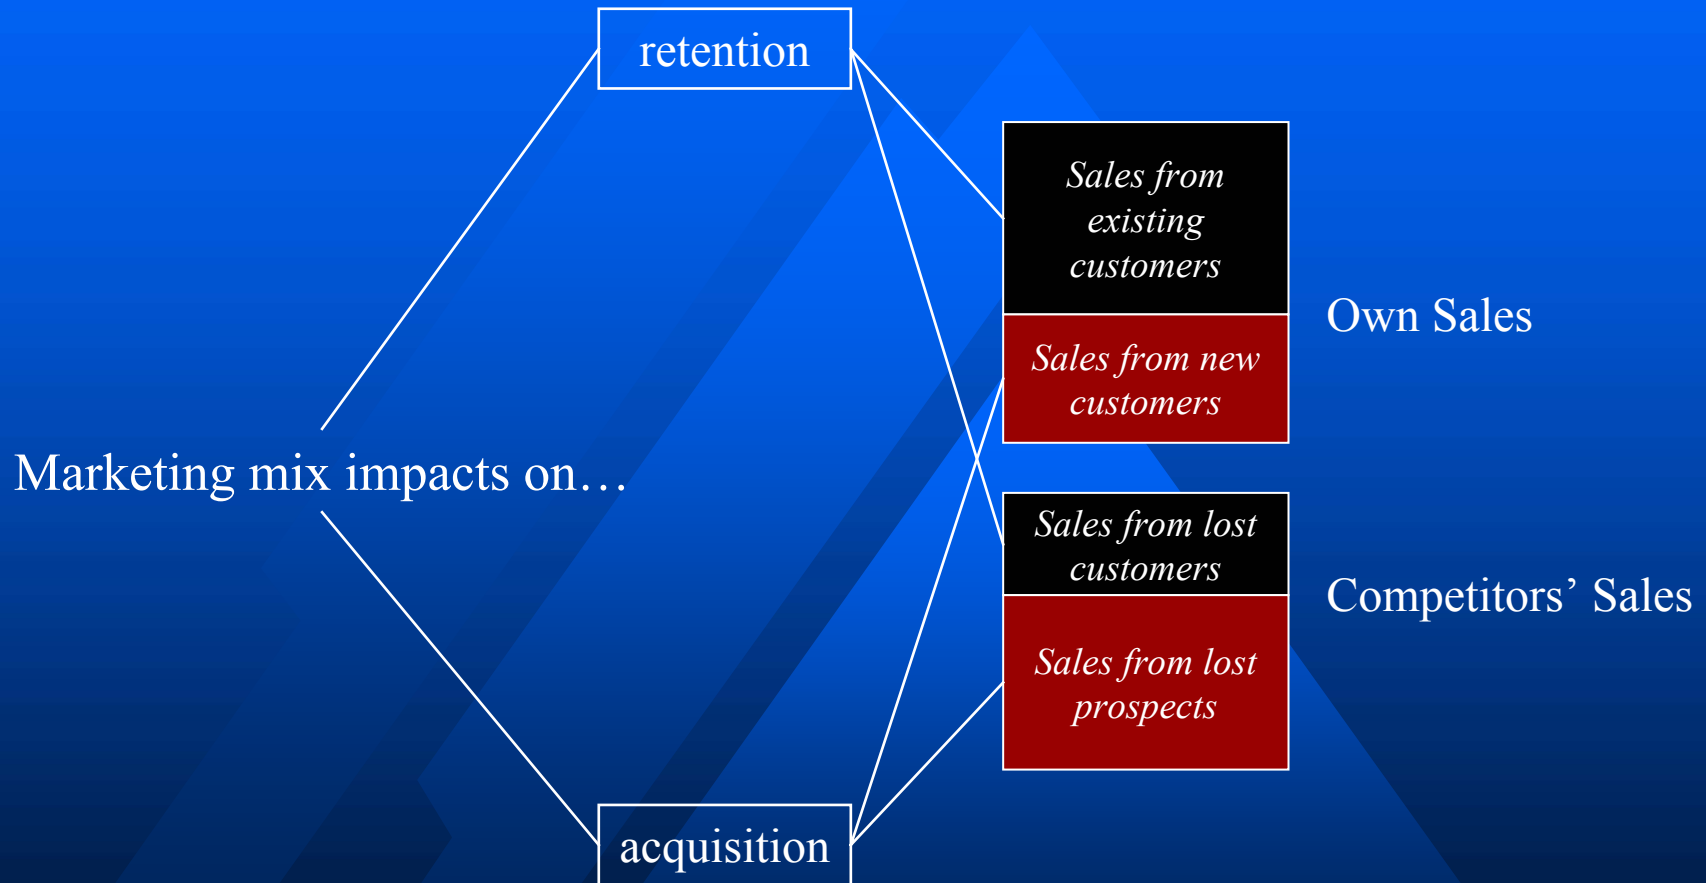 retention
Sales from
existing
customers
Own Sales
Sales from new
customers
Marketing mix impacts on…
Sales from lost
customers
Competitors’ Sales
Sales from lost
prospects
acquisition